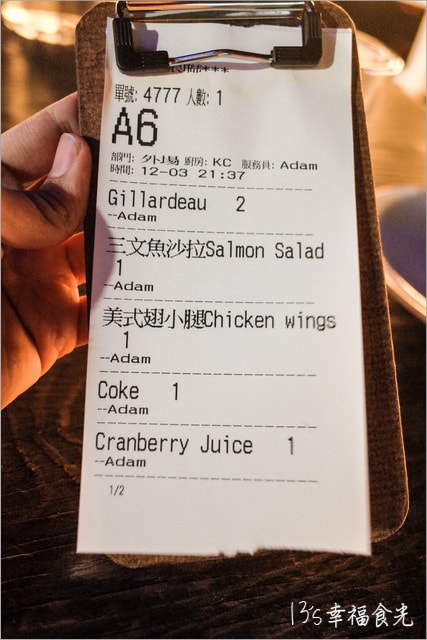 ***
單號: 4777 人數: 1
A6
部門: 外場 廚房: KC 服務員: Adam
時間: 12-03 21:37
Gillardeau 2
--Adam
三文魚沙拉Salmon Salad
1
--Adam
美式翅小腿Chicken wings
1
--Adam
Coke 1
--Adam
Cranberry Juice 1
--Adam
1/2
13's幸福食光